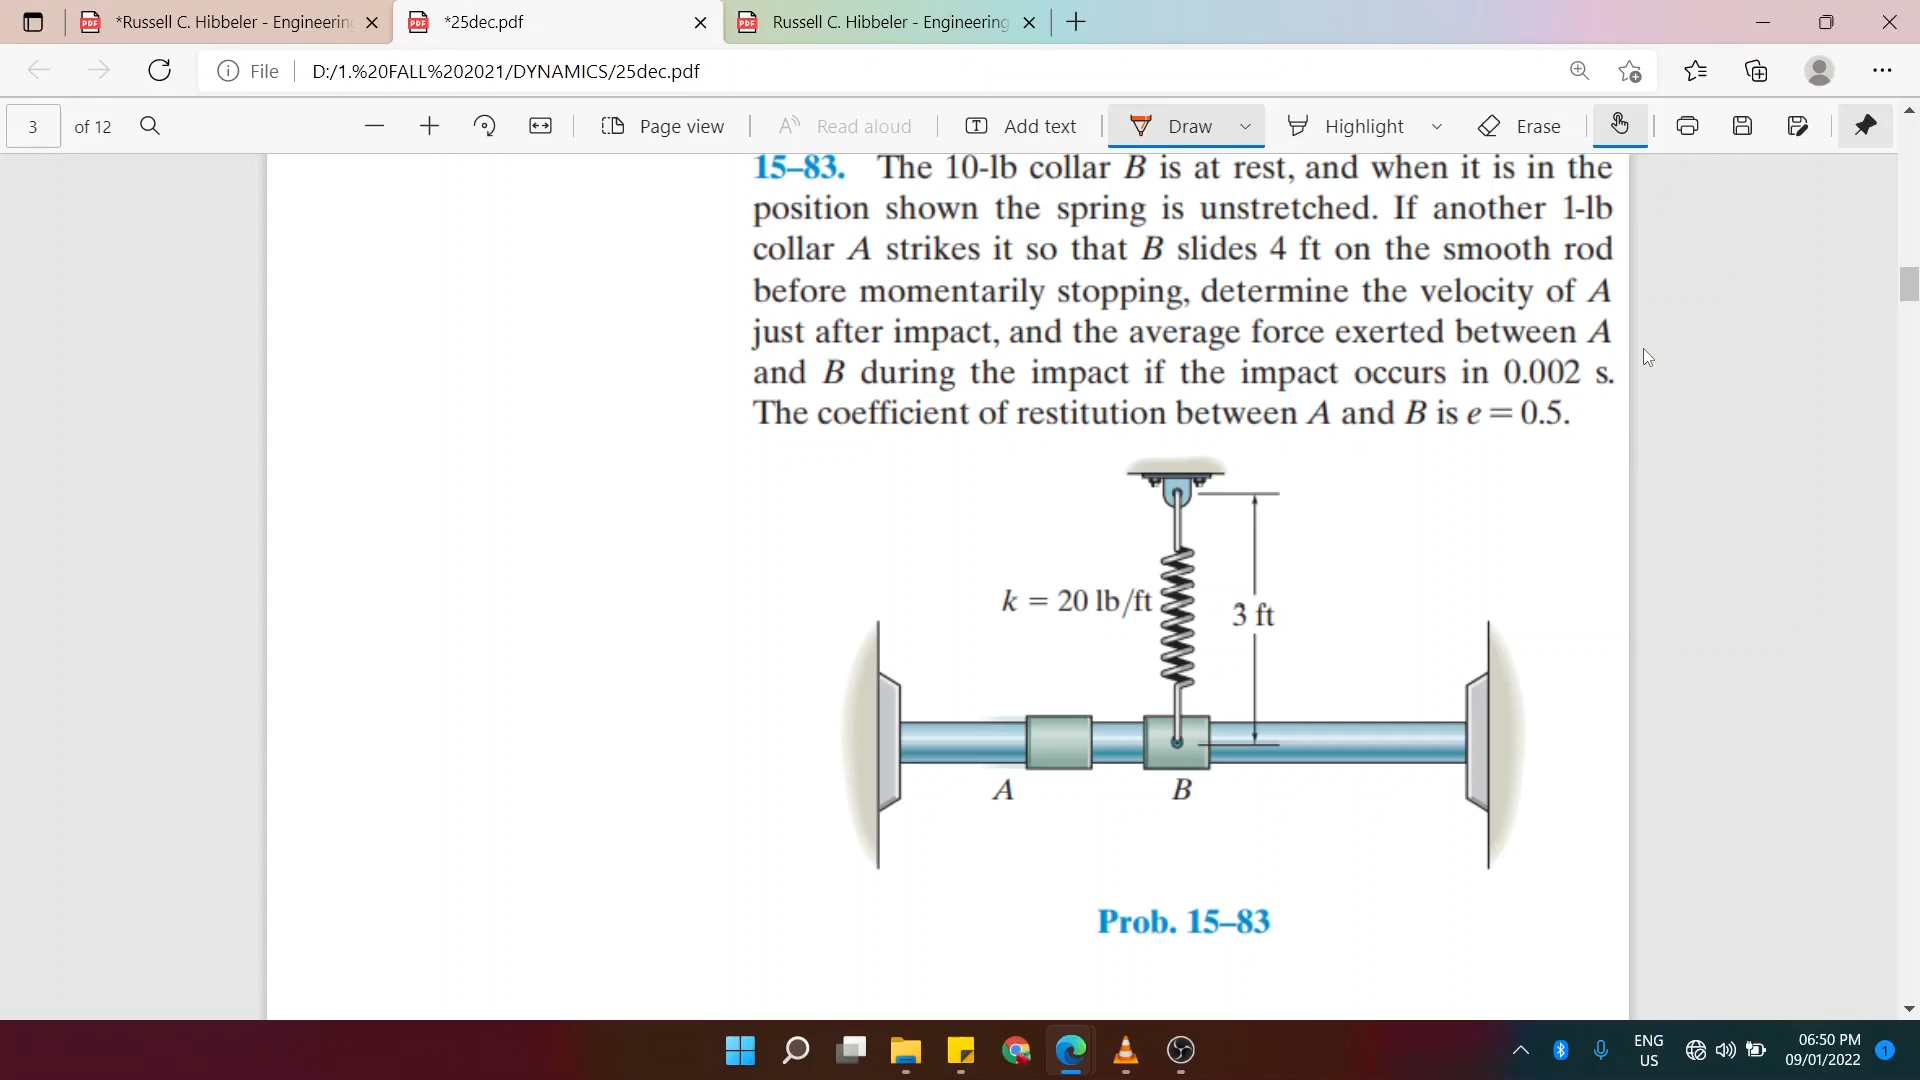 *Russell C. Hibbeler - Engineering
*25dec.pdf
Russell C. Hibbeler - Engineering
File
D:/1.%20FALL%202021/DYNAMICS/25dec.pdf
3 of 12
Page view
Read aloud
Add text
Draw
Highlight
Erase
15–83. The 10-lb collar B is at rest, and when it is in the
position shown the spring is unstretched. If another 1-lb
collar A strikes it so that B slides 4 ft on the smooth rod
before momentarily stopping, determine the velocity of A
just after impact, and the average force exerted between A
and B during the impact if the impact occurs in 0.002 s.
The coefficient of restitution between A and B is e = 0.5.
k = 20 lb/ft
3 ft
A
B
Prob. 15–83
ENG
US
06:50 PM
09/01/2022
1